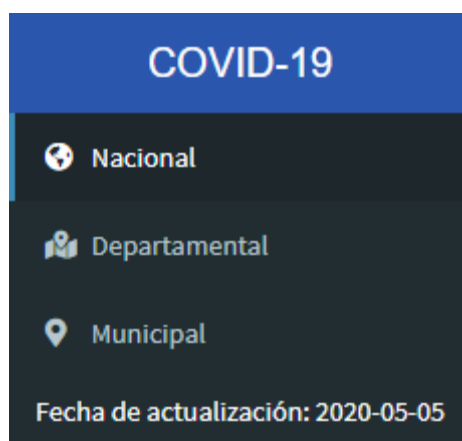 COVID-19
Nacional
Departamental
Municipal
Fecha de actualización: 2020-05-05